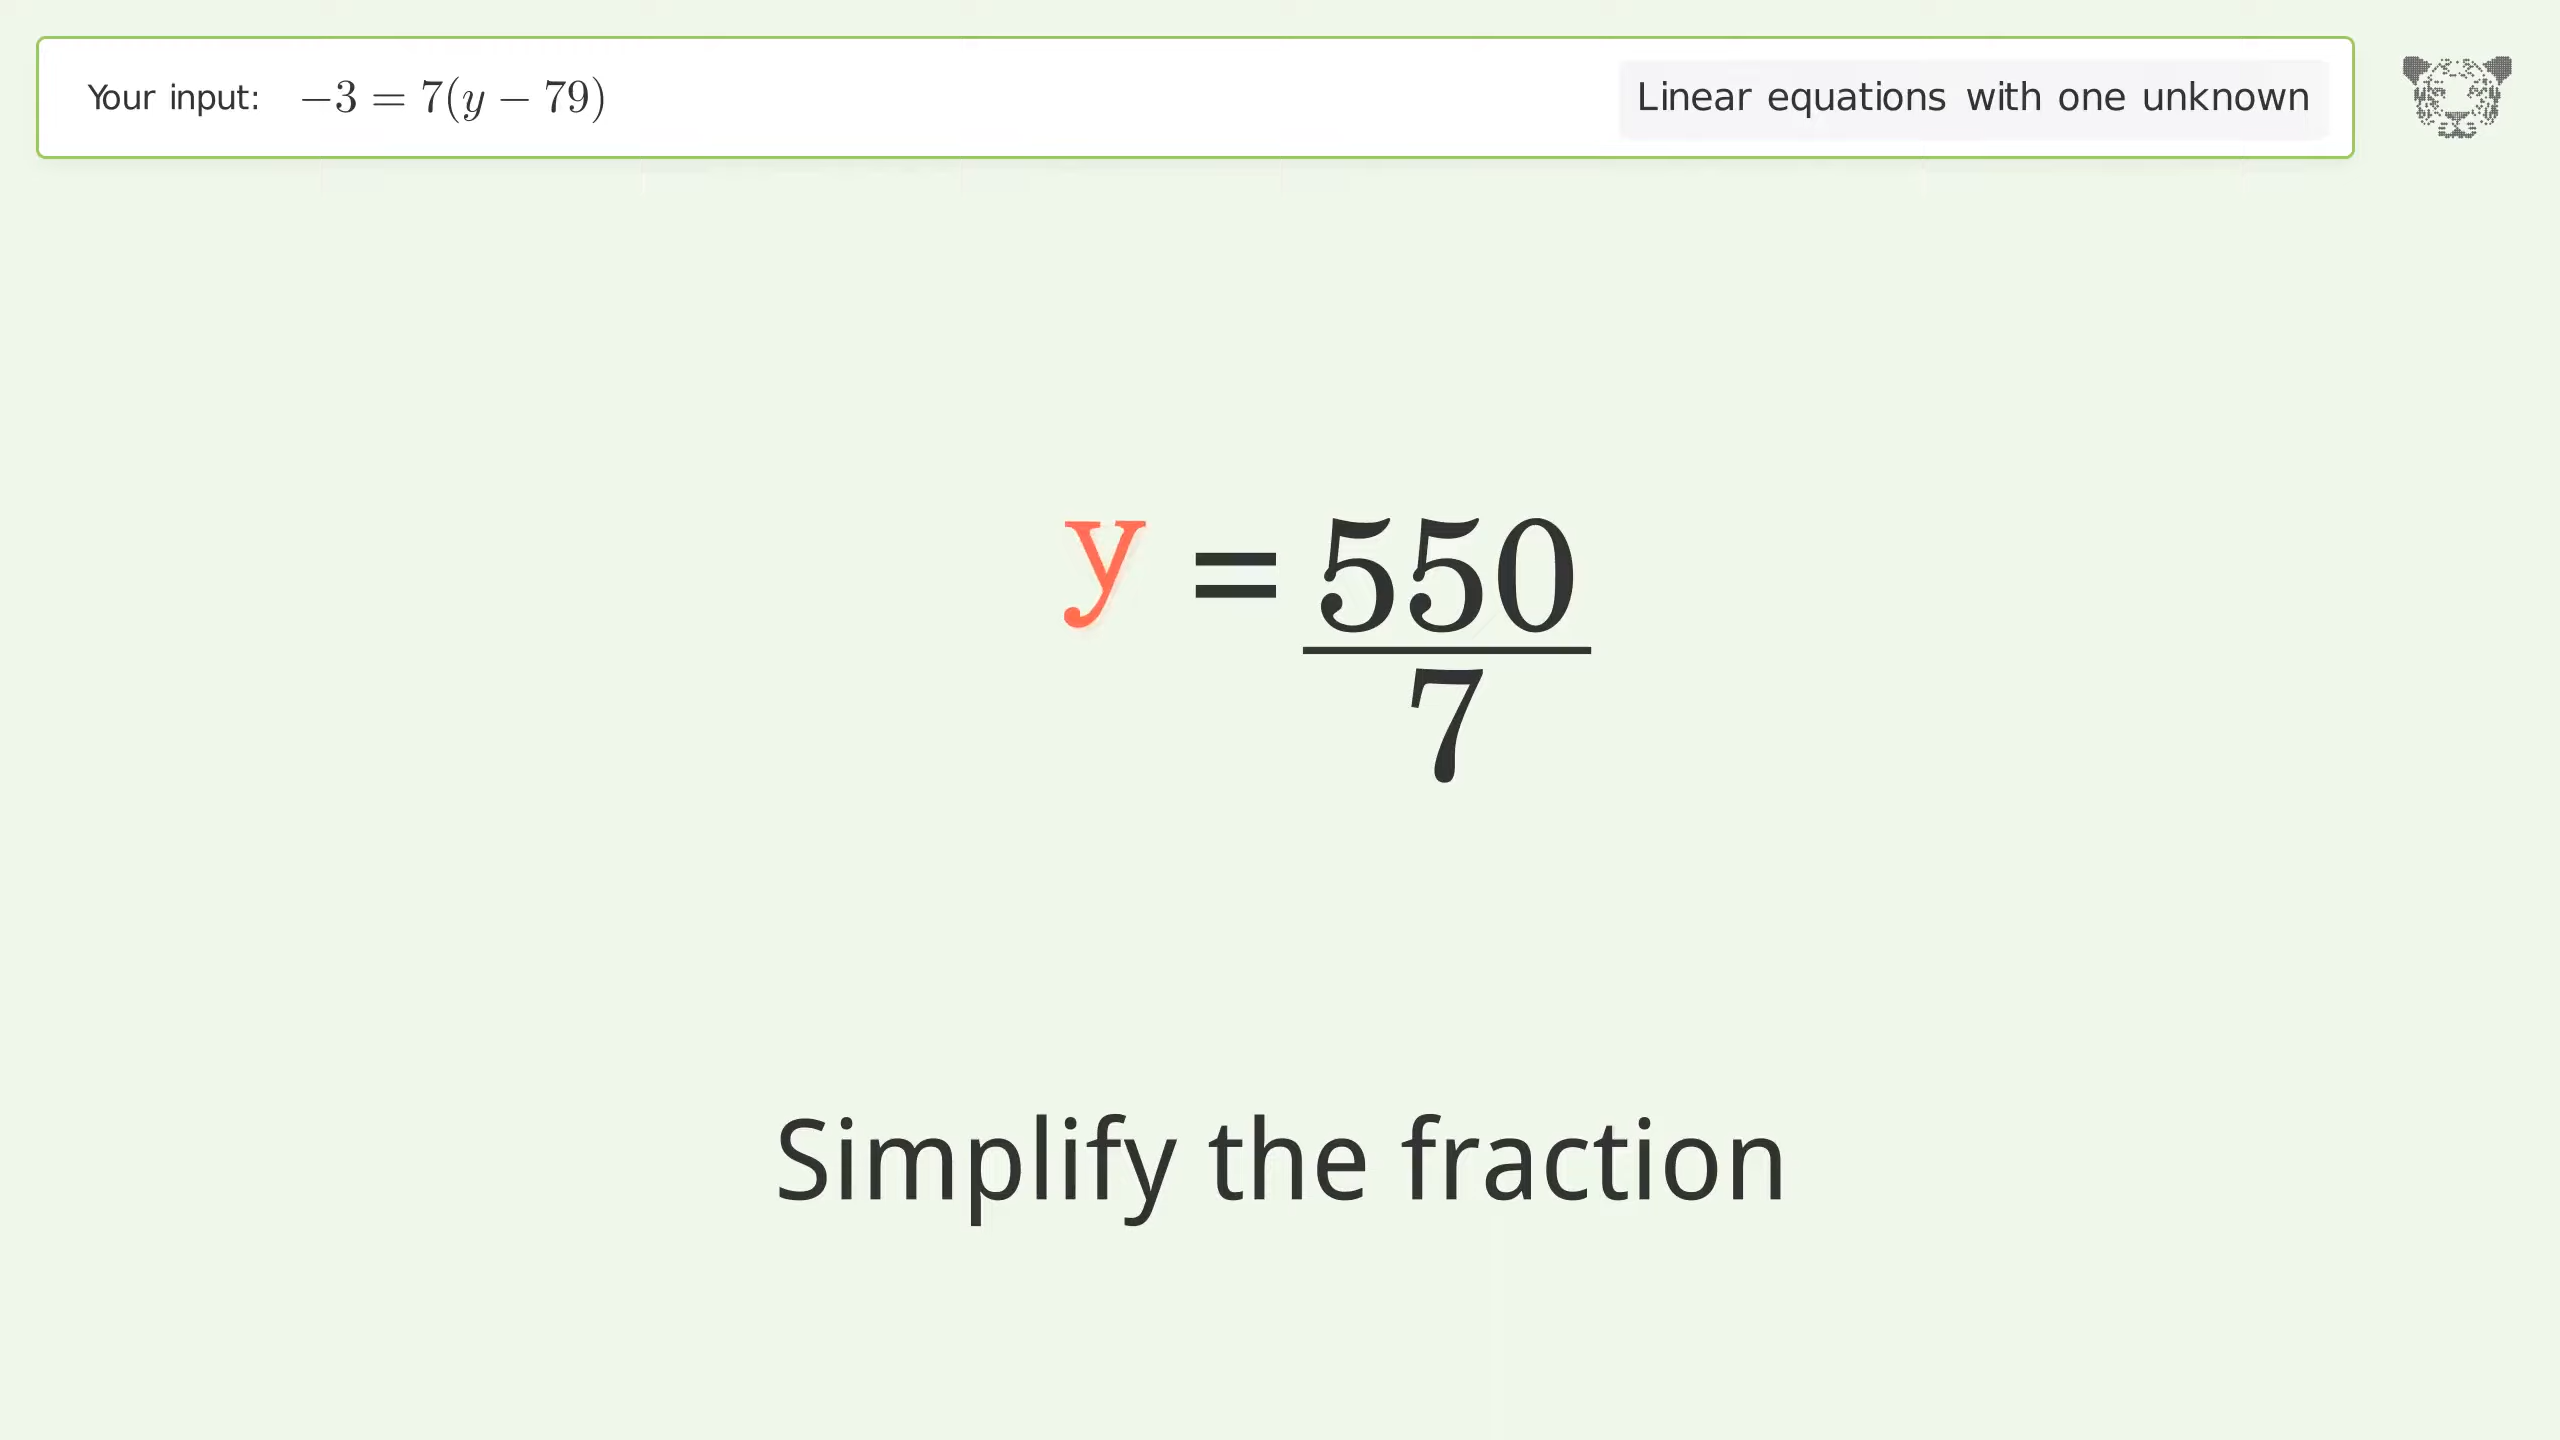 Your input: −3 = 7(y − 79)
Linear equations with one unknown
y = 550/7
Simplify the fraction